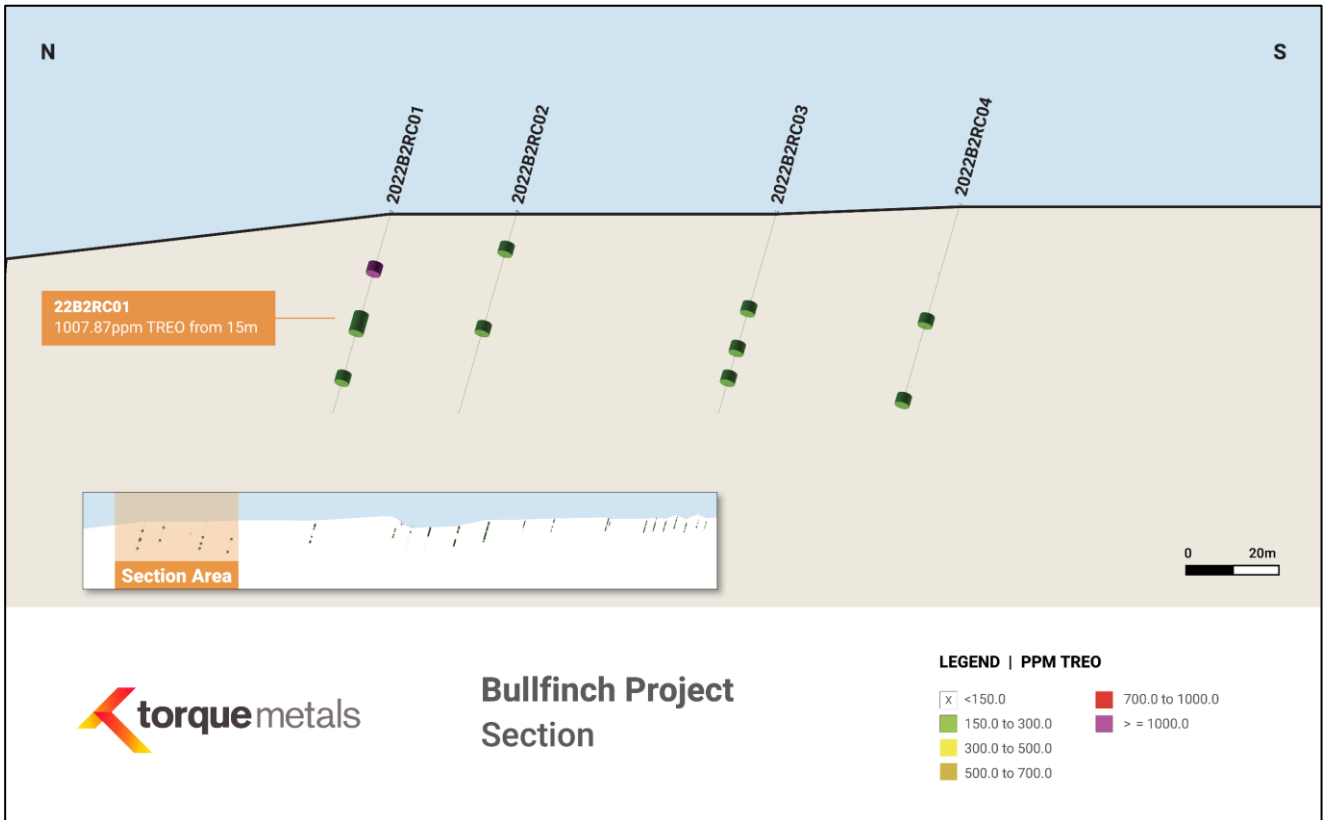 N
S
2022B2RC01
2022B2RC02
2022B2RC03
2022B2RC04
22B2RC01
1007.87ppm TREO from 15m
Section Area
0 20m
torquemetals
Bullfinch Project
Section
LEGEND | PPM TREO
X <150.0
150.0 to 300.0
300.0 to 500.0
500.0 to 700.0
700.0 to 1000.0
> = 1000.0